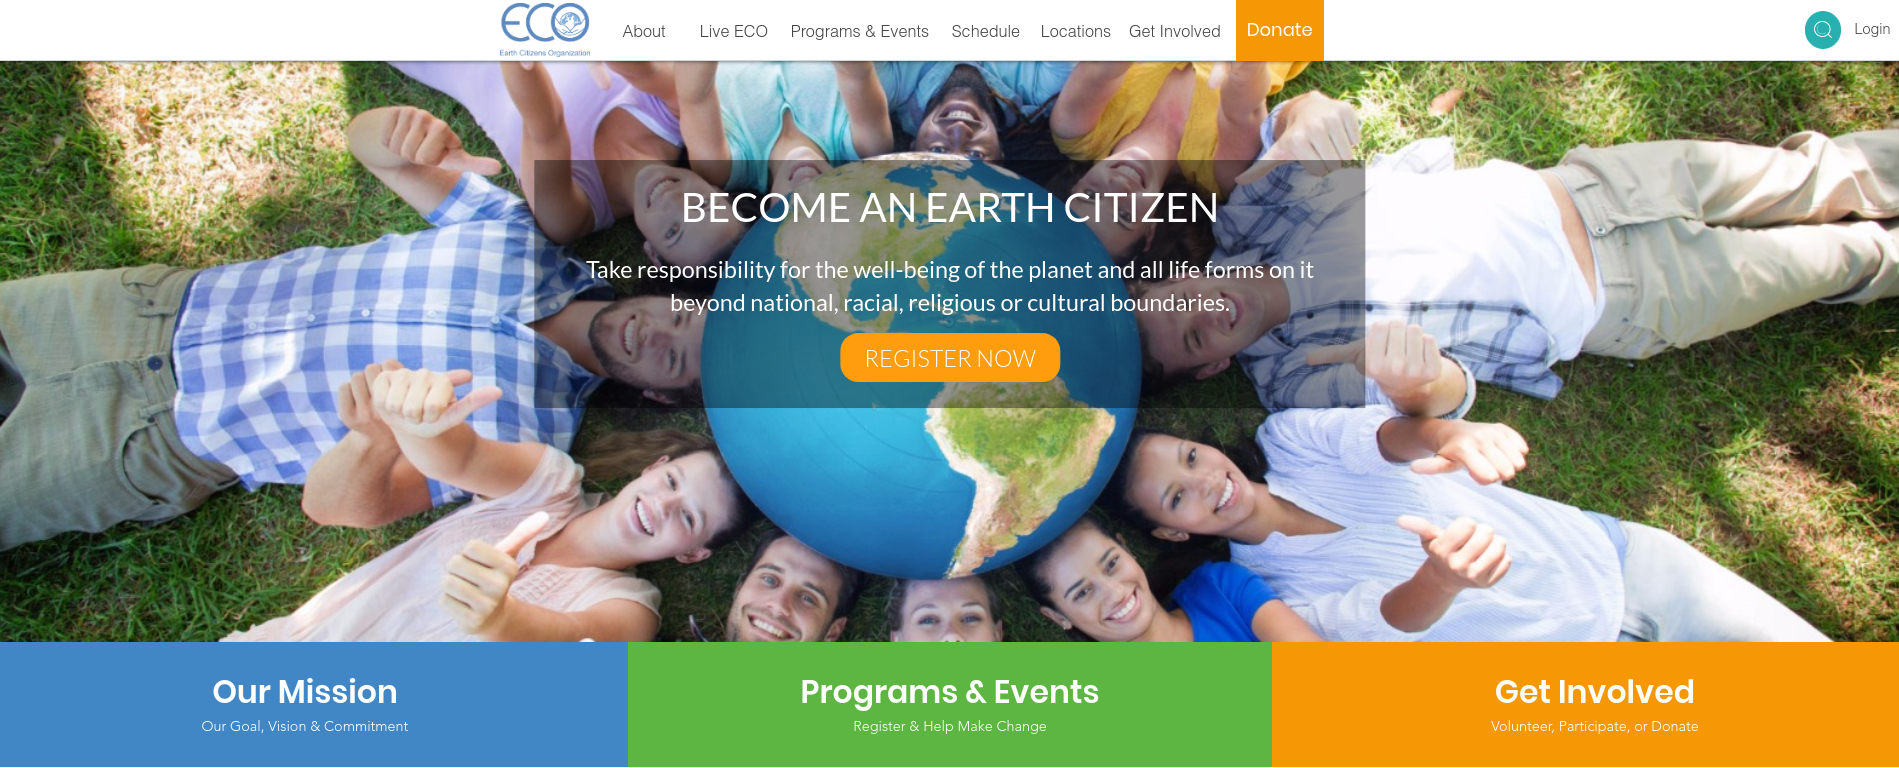 ECO
Earth Citizens Organization
About
Live ECO
Programs & Events
Schedule
Locations
Get Involved
Donate
Login
BECOME AN EARTH CITIZEN
Take responsibility for the well-being of the planet and all life forms on it
beyond national, racial, religious or cultural boundaries.
REGISTER NOW
Our Mission
Our Goal, Vision & Commitment
Programs & Events
Register & Help Make Change
Get Involved
Volunteer, Participate, or Donate